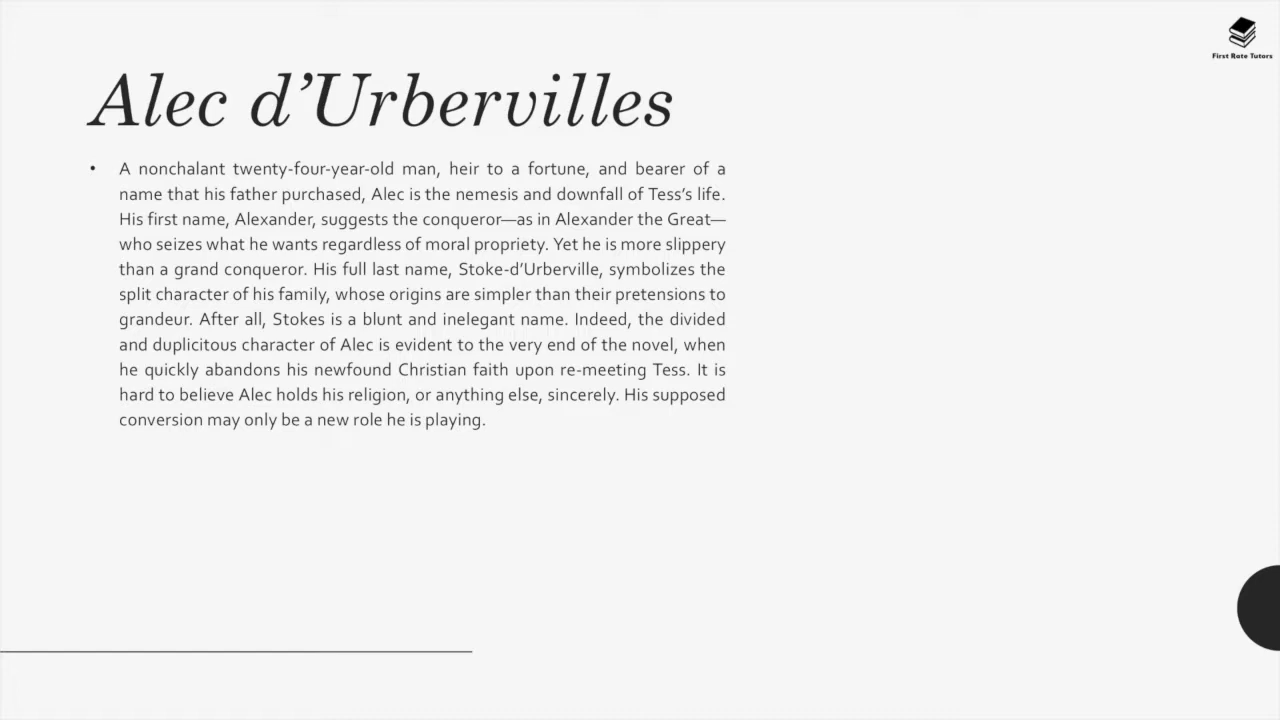 First Rate Tutors
Alec d’Urbervilles
• A nonchalant twenty-four-year-old man, heir to a fortune, and bearer of a
name that his father purchased, Alec is the nemesis and downfall of Tess’s life.
His first name, Alexander, suggests the conqueror—as in Alexander the Great—
who seizes what he wants regardless of moral propriety. Yet he is more slippery
than a grand conqueror. His full last name, Stoke-d’Urberville, symbolizes the
split character of his family, whose origins are simpler than their pretensions to
grandeur. After all, Stokes is a blunt and inelegant name. Indeed, the divided
and duplicitous character of Alec is evident to the very end of the novel, when
he quickly abandons his newfound Christian faith upon re-meeting Tess. It is
hard to believe Alec holds his religion, or anything else, sincerely. His supposed
conversion may only be a new role he is playing.